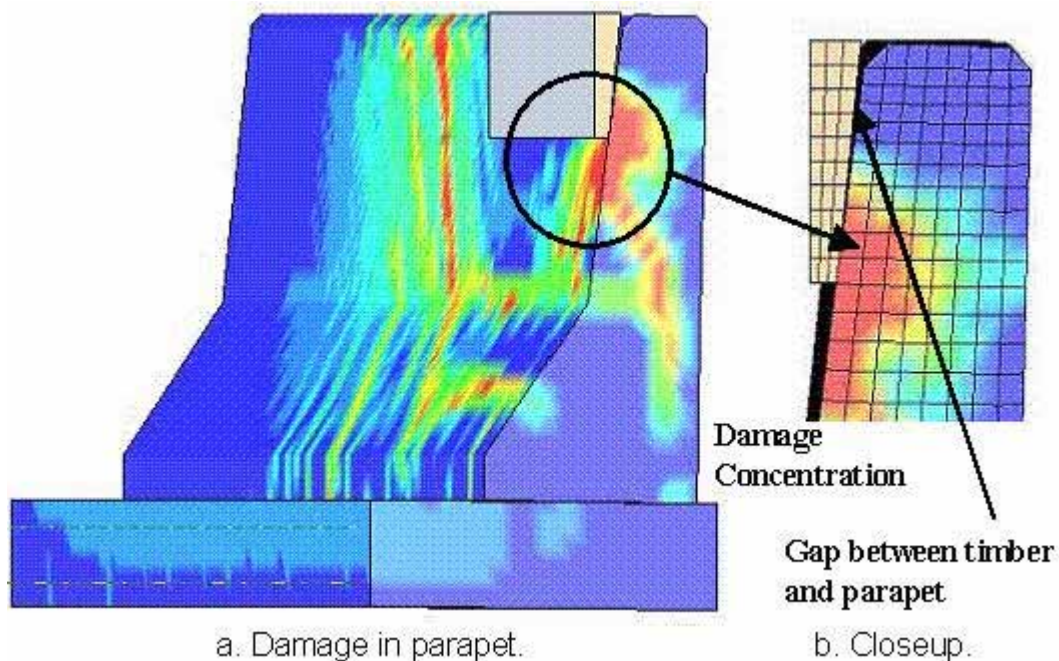 Damage
Concentration
Gap between timber
and parapet
a. Damage in parapet.
b. Closeup.